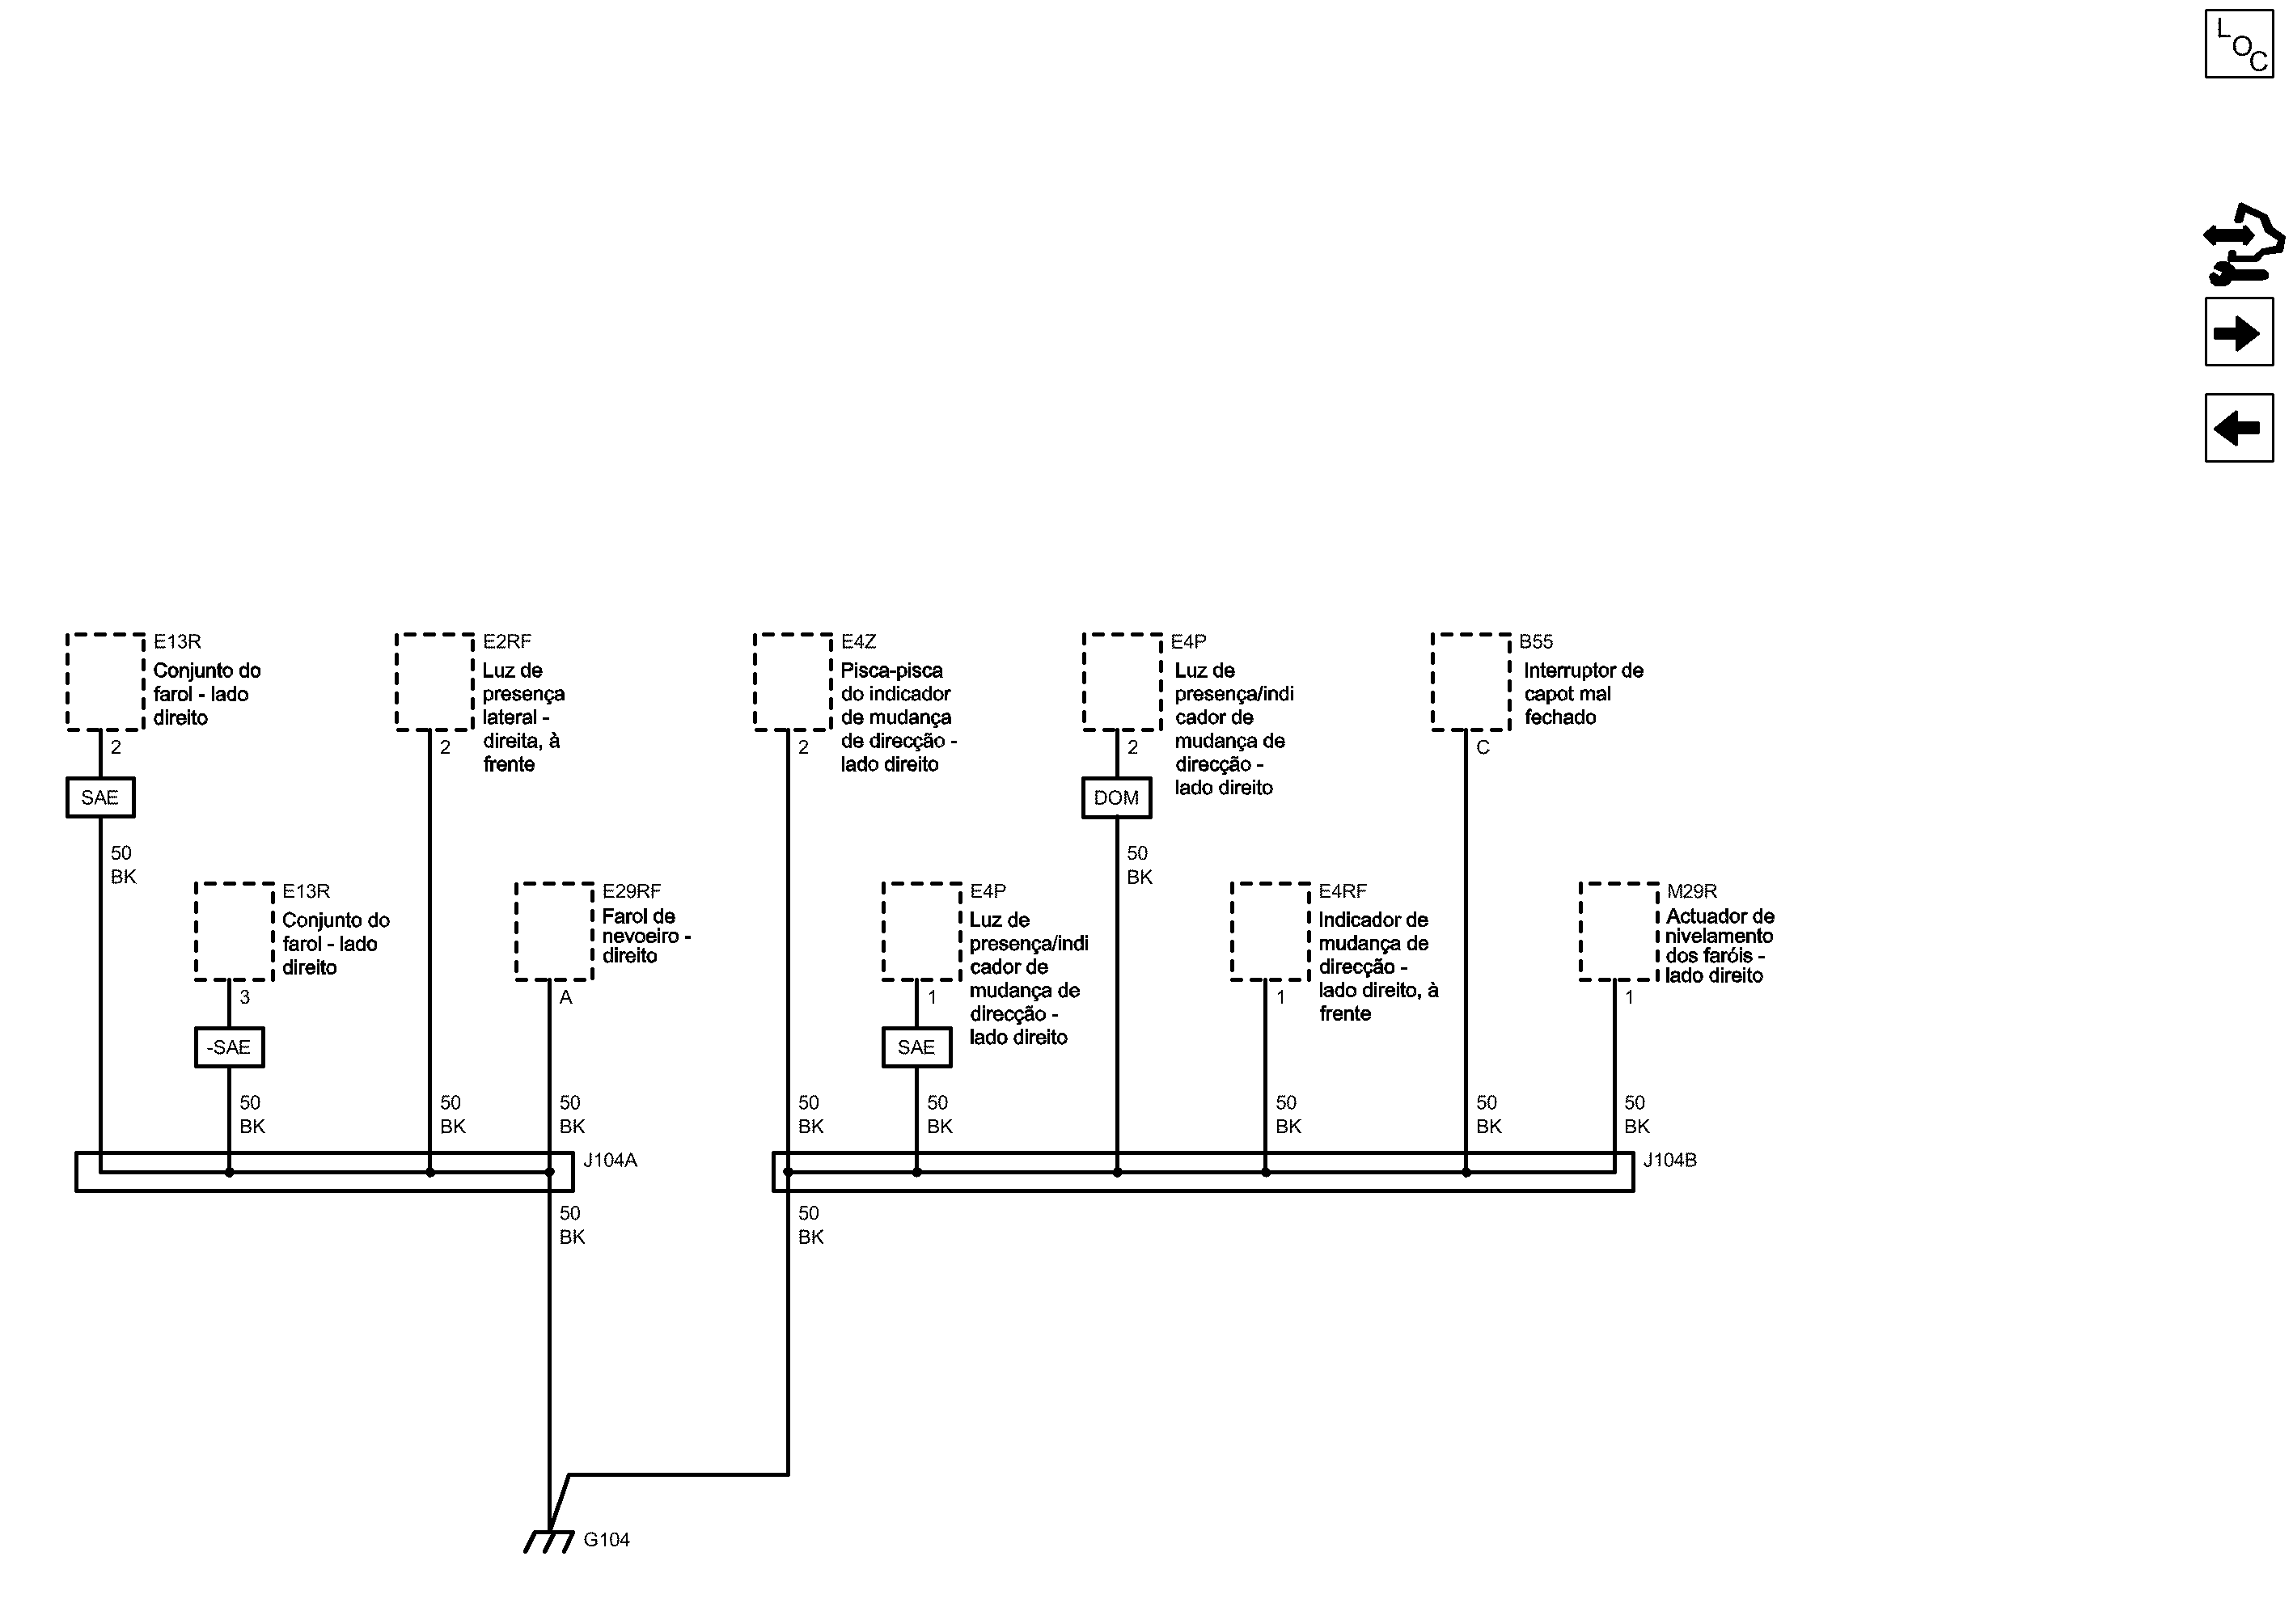 L
O
C
E13R
Conjunto do
farol - lado
direito
2
SAE
50
BK
E2RF
Luz de
presença
lateral -
direita, à
frente
2
50
BK
E4Z
Pisca-pisca
do indicador
de mudança
de direcção -
lado direito
2
50
BK
E4P
Luz de
presença/indi
cador de
mudança de
direcção -
lado direito
2
DOM
50
BK
B55
Interruptor de
capot mal
fechado
C
50
BK
E13R
Conjunto do
farol - lado
direito
3
-SAE
50
BK
E29RF
Farol de
nevoeiro -
direito
A
50
BK
E4P
Luz de
presença/indi
cador de
mudança de
direcção -
lado direito
1
SAE
50
BK
E4RF
Indicador de
mudança de
direcção -
lado direito, à
frente
1
50
BK
M29R
Actuador de
nivelamento
dos faróis -
lado direito
1
50
BK
J104A
J104B
50
BK
50
BK
G104